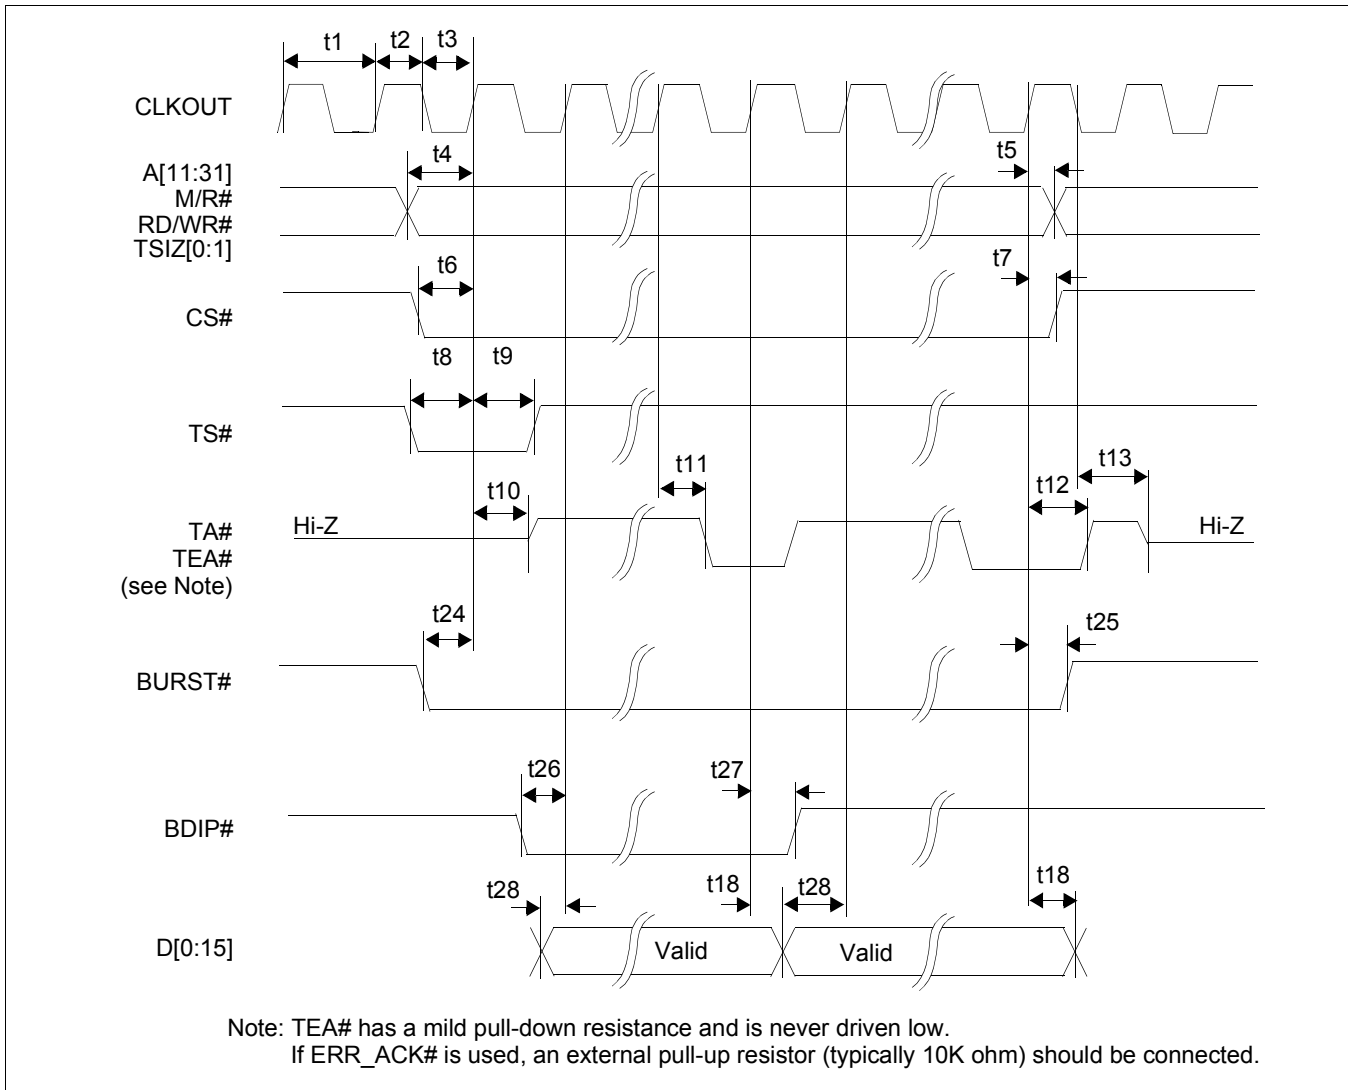 t1 t2 t3
CLKOUT
t4 t5
A[11:31]
M/R#
RD/WR#
TSIZ[0:1]
t6 t7
CS#
t8 t9
TS#
t10 t11 t12 t13
TA#
TEA#
(see Note)
Hi-Z Hi-Z
t24 t25
BURST#
t26 t27
BDIP#
t28 t18 t28 t18
D[0:15] Valid Valid
Note: TEA# has a mild pull-down resistance and is never driven low.
If ERR_ACK# is used, an external pull-up resistor (typically 10K ohm) should be connected.